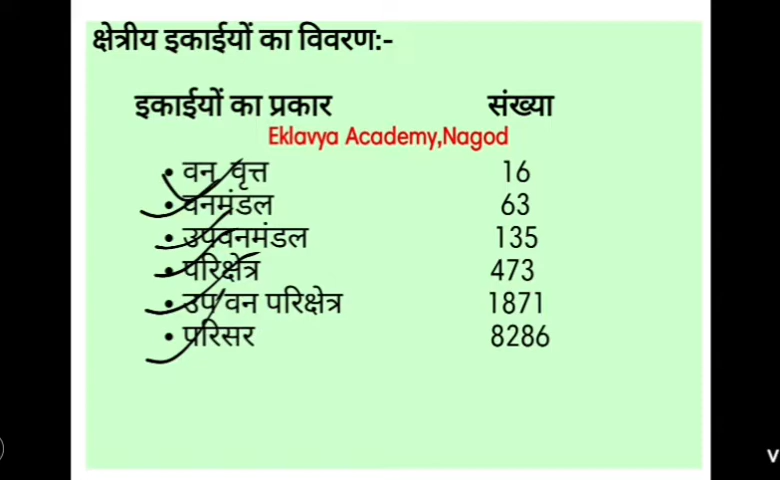 क्षेत्रीय इकाईयों का विवरण:-
इकाईयों का प्रकार संख्या
Eklavya Academy,Nagod
• वन वृत्त 16
• वनमंडल 63
• उपवनमंडल 135
• परिक्षेत्र 473
• उप वन परिक्षेत्र 1871
• परिसर 8286